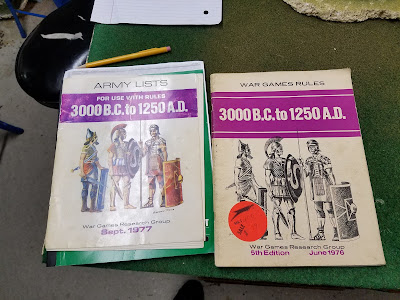 ARMY LISTS
FOR USE WITH RULES
3000 B.C. to 1250 A.D.
War Games Research Group
Sept. 1977
WAR GAMES RULES
3000 B.C. to 1250 A.D.
War Games Research Group
5th Edition June 1976